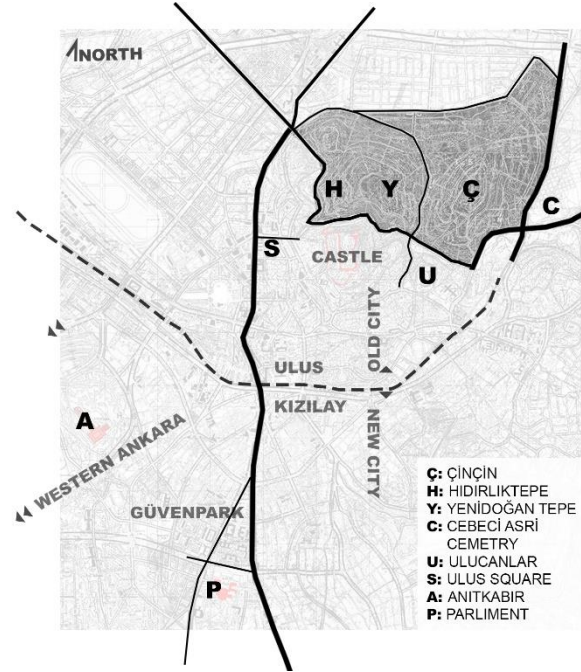 NORTH
H
Y
Ç
C
S
CASTLE
U
OLD CITY
ULUS
KIZILAY
NEW CITY
A
WESTERN ANKARA
GÜVENPARK
P
Ç: ÇİNÇİN
H: HIDIRLIKTEPE
Y: YENİDOĞAN TEPE
C: CEBECİ ASRİ
CEMETRY
U: ULUCANLAR
S: ULUS SQUARE
A: ANITKABIR
P: PARLIMENT